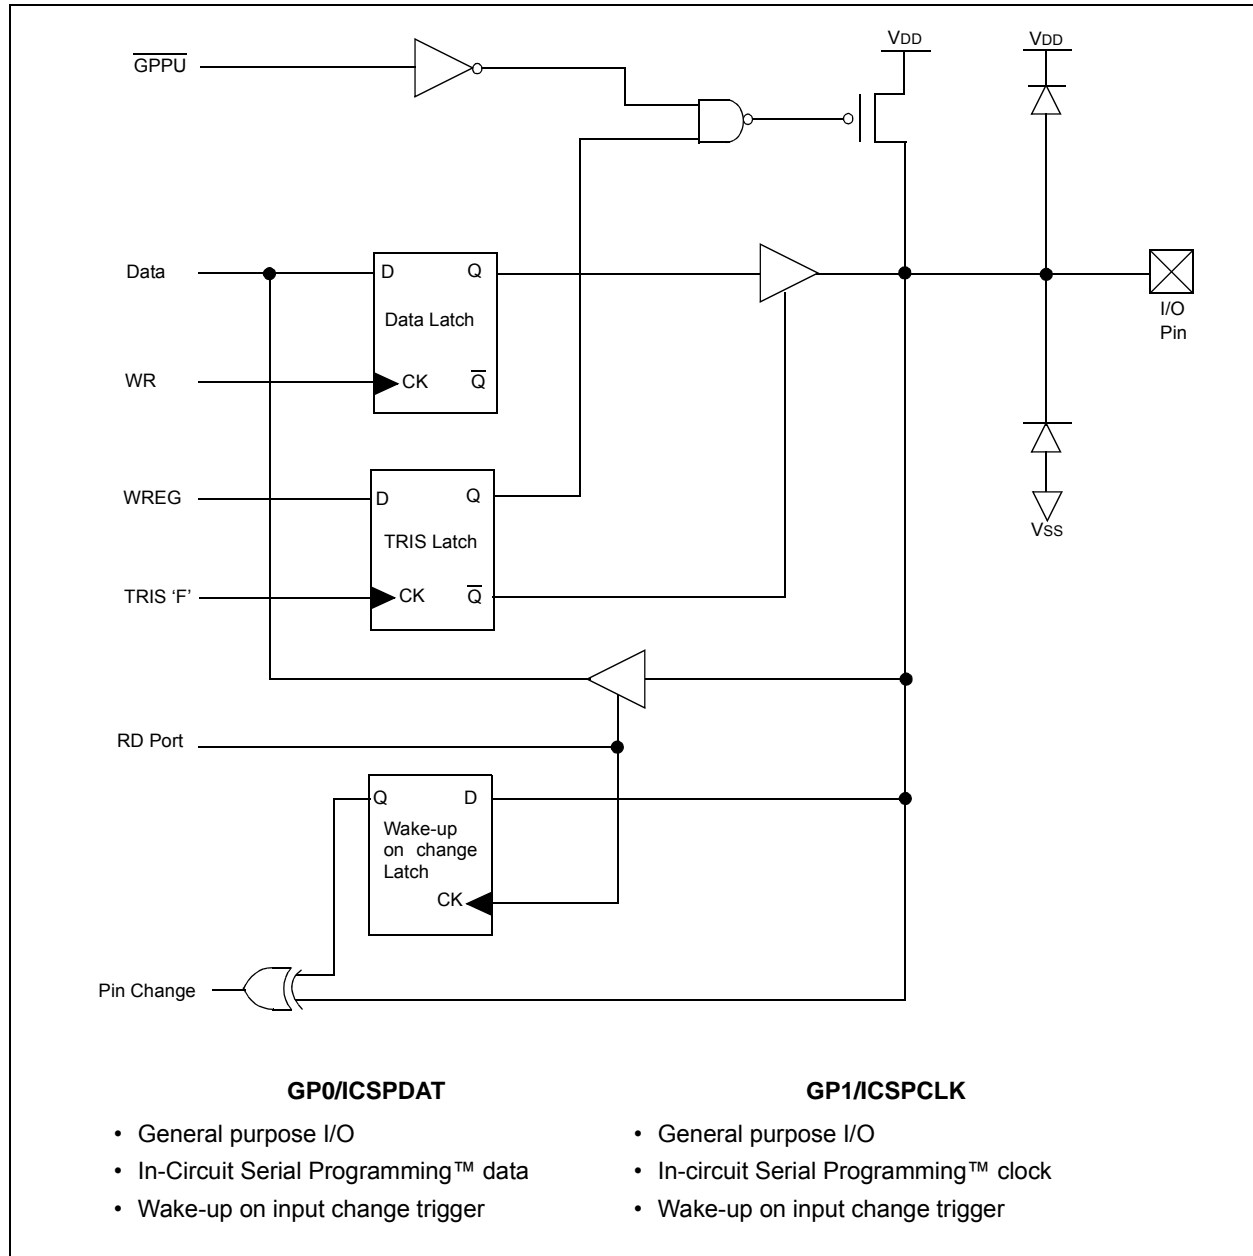 GPPU
VDD
VDD
Data
D
Q
Data Latch
WR
CK
Q
I/O
Pin
WREG
D
Q
TRIS Latch
TRIS ‘F’
CK
Q
VSS
RD Port
Q
D
Wake-up
on change
Latch
CK
Pin Change
GP0/ICSPDAT
• General purpose I/O
• In-Circuit Serial Programming™ data
• Wake-up on input change trigger
GP1/ICSPCLK
• General purpose I/O
• In-circuit Serial Programming™ clock
• Wake-up on input change trigger